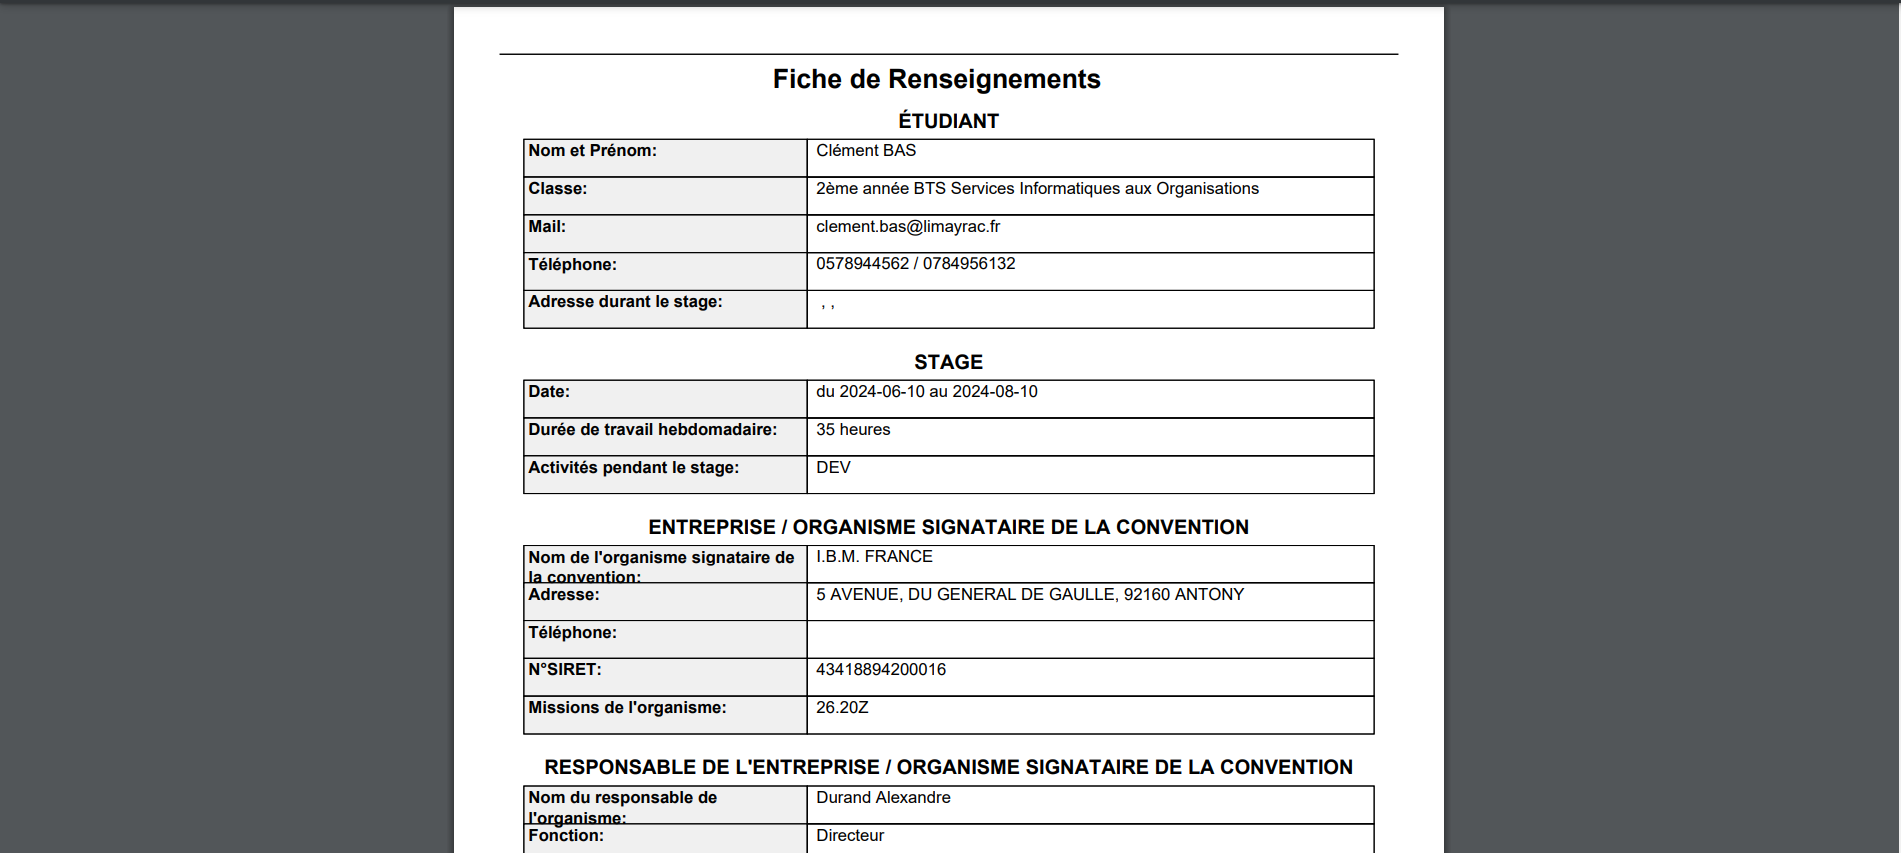 Fiche de Renseignements
ÉTUDIANT
Nom et Prénom: Clément BAS
Classe: 2ème année BTS Services Informatiques aux Organisations
Mail: clement.bas@limayrac.fr
Téléphone: 0578944562 / 0784956132
Adresse durant le stage: , ,
STAGE
Date: du 2024-06-10 au 2024-08-10
Durée de travail hebdomadaire: 35 heures
Activités pendant le stage: DEV
ENTREPRISE / ORGANISME SIGNATAIRE DE LA CONVENTION
Nom de l'organisme signataire de I.B.M. FRANCE
la convention:
Adresse: 5 AVENUE, DU GENERAL DE GAULLE, 92160 ANTONY
Téléphone:
N°SIRET: 43418894200016
Missions de l'organisme: 26.20Z
RESPONSABLE DE L'ENTREPRISE / ORGANISME SIGNATAIRE DE LA CONVENTION
Nom du responsable de Durand Alexandre
l'organisme:
Fonction: Directeur